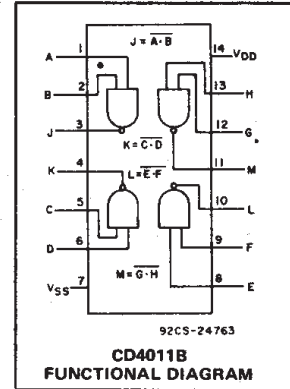 J = A·B
A 1
14 VDD
B 2
13 H
J 3
12 G
K = C·D
K 4
11 M
L = E·F
C 5
10 L
D 6
9 F
M = G·H
VSS 7
8 E
92CS-24763
CD4011B
FUNCTIONAL DIAGRAM